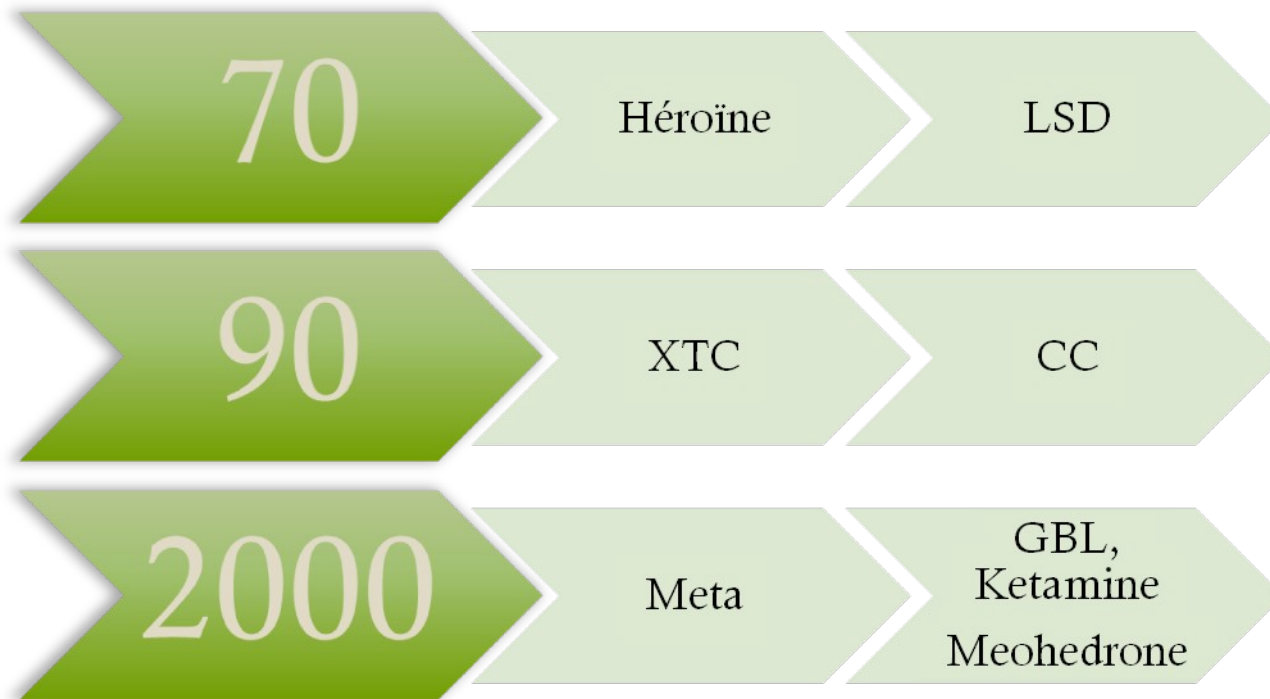 70
Héroïne
LSD
90
XTC
CC
2000
Meta
GBL,
Ketamine
Meohedrone